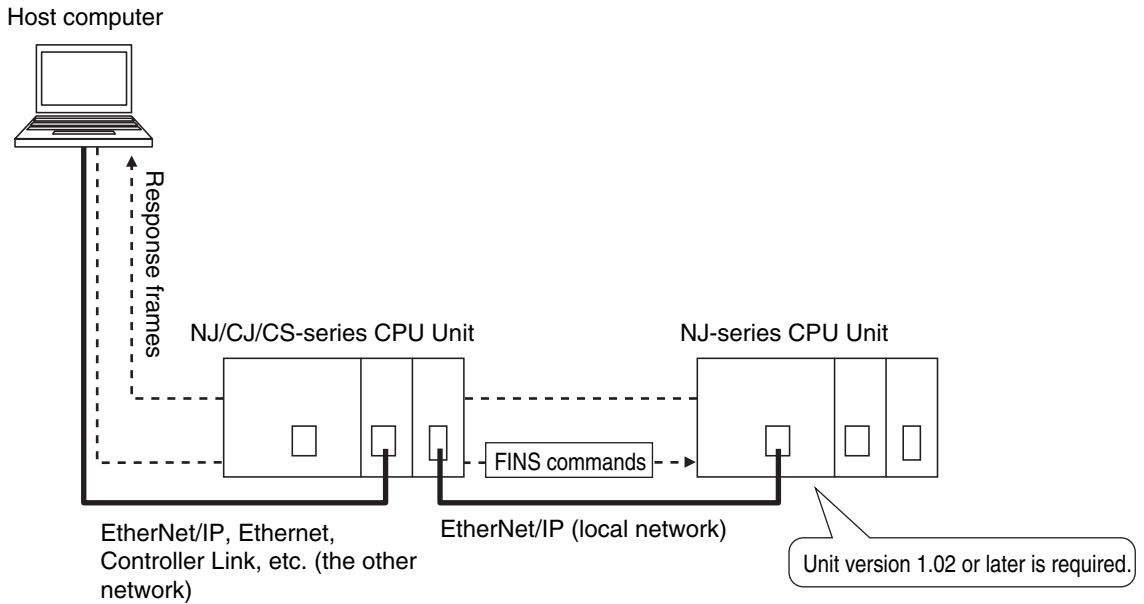 Host computer
Response frames
NJ/CJ/CS-series CPU Unit
NJ-series CPU Unit
FINS commands
EtherNet/IP, Ethernet,
Controller Link, etc. (the other
network)
EtherNet/IP (local network)
Unit version 1.02 or later is required.